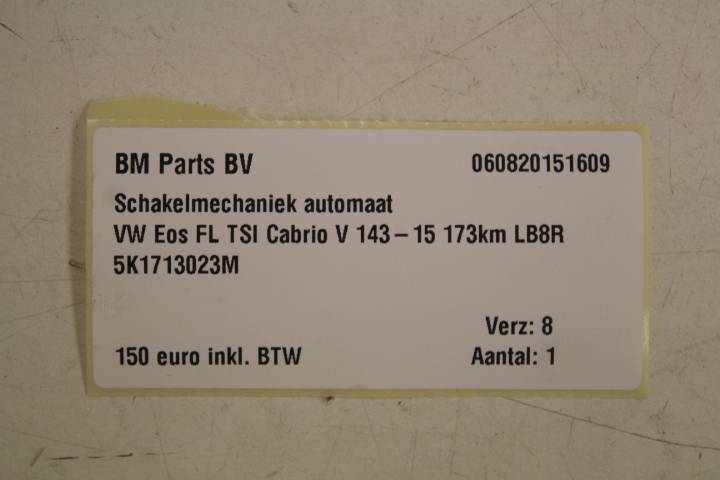 BM Parts BV 060820151609
Schakelmechaniek automaat
VW Eos FL TSI Cabrio V 143 – 15 173km LB8R
5K1713023M
Verz: 8
150 euro inkl. BTW Aantal: 1